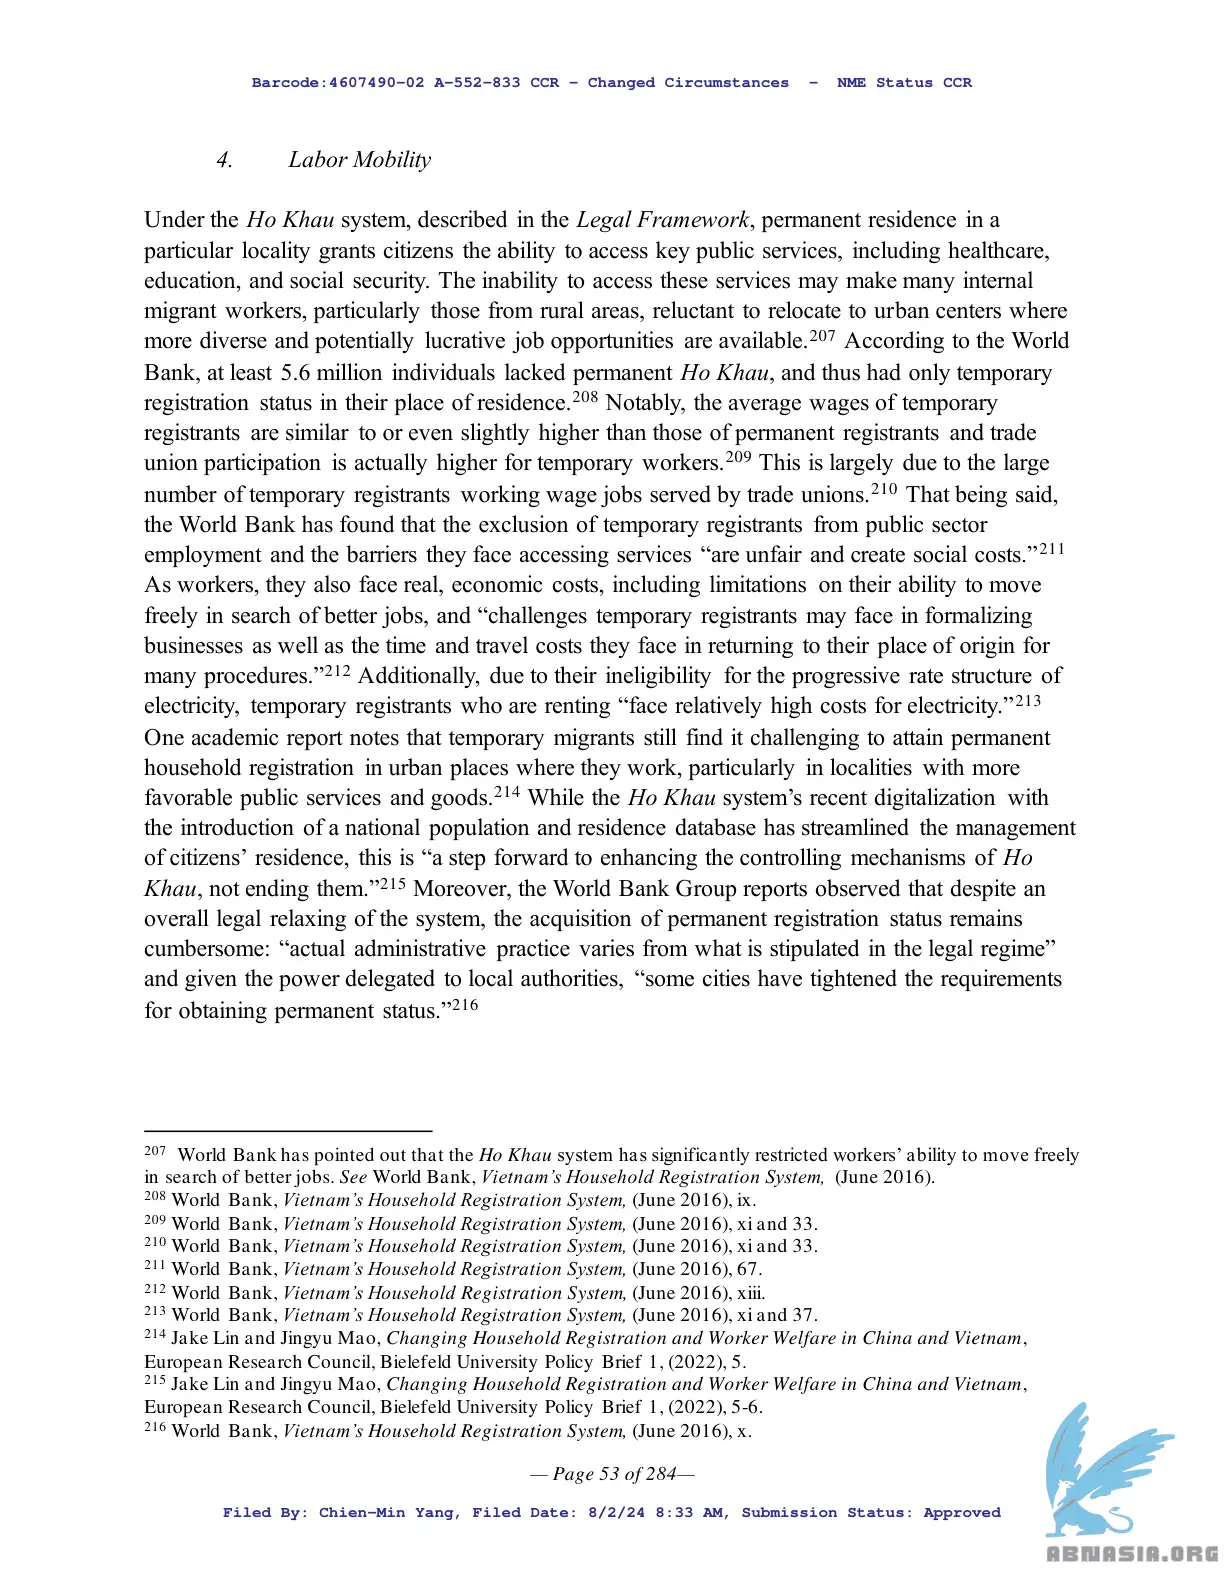 Barcode:4607490-02 A-552-833 CCR - Changed Circumstances - NME Status CCR
4. Labor Mobility
Under the Ho Khau system, described in the Legal Framework, permanent residence in a
particular locality grants citizens the ability to access key public services, including healthcare,
education, and social security. The inability to access these services may make many internal
migrant workers, particularly those from rural areas, reluctant to relocate to urban centers where
more diverse and potentially lucrative job opportunities are available.207 According to the World
Bank, at least 5.6 million individuals lacked permanent Ho Khau, and thus had only temporary
registration status in their place of residence.208 Notably, the average wages of temporary
registrants are similar to or even slightly higher than those of permanent registrants and trade
union participation is actually higher for temporary workers.209 This is largely due to the large
number of temporary registrants working wage jobs served by trade unions.210 That being said,
the World Bank has found that the exclusion of temporary registrants from public sector
employment and the barriers they face accessing services “are unfair and create social costs.”211
As workers, they also face real, economic costs, including limitations on their ability to move
freely in search of better jobs, and “challenges temporary registrants may face in formalizing
businesses as well as the time and travel costs they face in returning to their place of origin for
many procedures.”212 Additionally, due to their ineligibility for the progressive rate structure of
electricity, temporary registrants who are renting “face relatively high costs for electricity.”213
One academic report notes that temporary migrants still find it challenging to attain permanent
household registration in urban places where they work, particularly in localities with more
favorable public services and goods.214 While the Ho Khau system’s recent digitalization with
the introduction of a national population and residence database has streamlined the management
of citizens’ residence, this is “a step forward to enhancing the controlling mechanisms of Ho
Khau, not ending them.”215 Moreover, the World Bank Group reports observed that despite an
overall legal relaxing of the system, the acquisition of permanent registration status remains
cumbersome: “actual administrative practice varies from what is stipulated in the legal regime”
and given the power delegated to local authorities, “some cities have tightened the requirements
for obtaining permanent status.”216
207 World Bank has pointed out that the Ho Khau system has significantly restricted workers’ ability to move freely
in search of better jobs. See World Bank, Vietnam’s Household Registration System, (June 2016).
208 World Bank, Vietnam’s Household Registration System, (June 2016), ix.
209 World Bank, Vietnam’s Household Registration System, (June 2016), xi and 33.
210 World Bank, Vietnam’s Household Registration System, (June 2016), xi and 33.
211 World Bank, Vietnam’s Household Registration System, (June 2016), 67.
212 World Bank, Vietnam’s Household Registration System, (June 2016), xiii.
213 World Bank, Vietnam’s Household Registration System, (June 2016), xi and 37.
214 Jake Lin and Jingyu Mao, Changing Household Registration and Worker Welfare in China and Vietnam,
European Research Council, Bielefeld University Policy Brief 1, (2022), 5.
215 Jake Lin and Jingyu Mao, Changing Household Registration and Worker Welfare in China and Vietnam,
European Research Council, Bielefeld University Policy Brief 1, (2022), 5-6.
216 World Bank, Vietnam’s Household Registration System, (June 2016), x.
— Page 53 of 284—
Filed By: Chien-Min Yang, Filed Date: 8/2/24 8:33 AM, Submission Status: Approved
ABNASIA.ORG